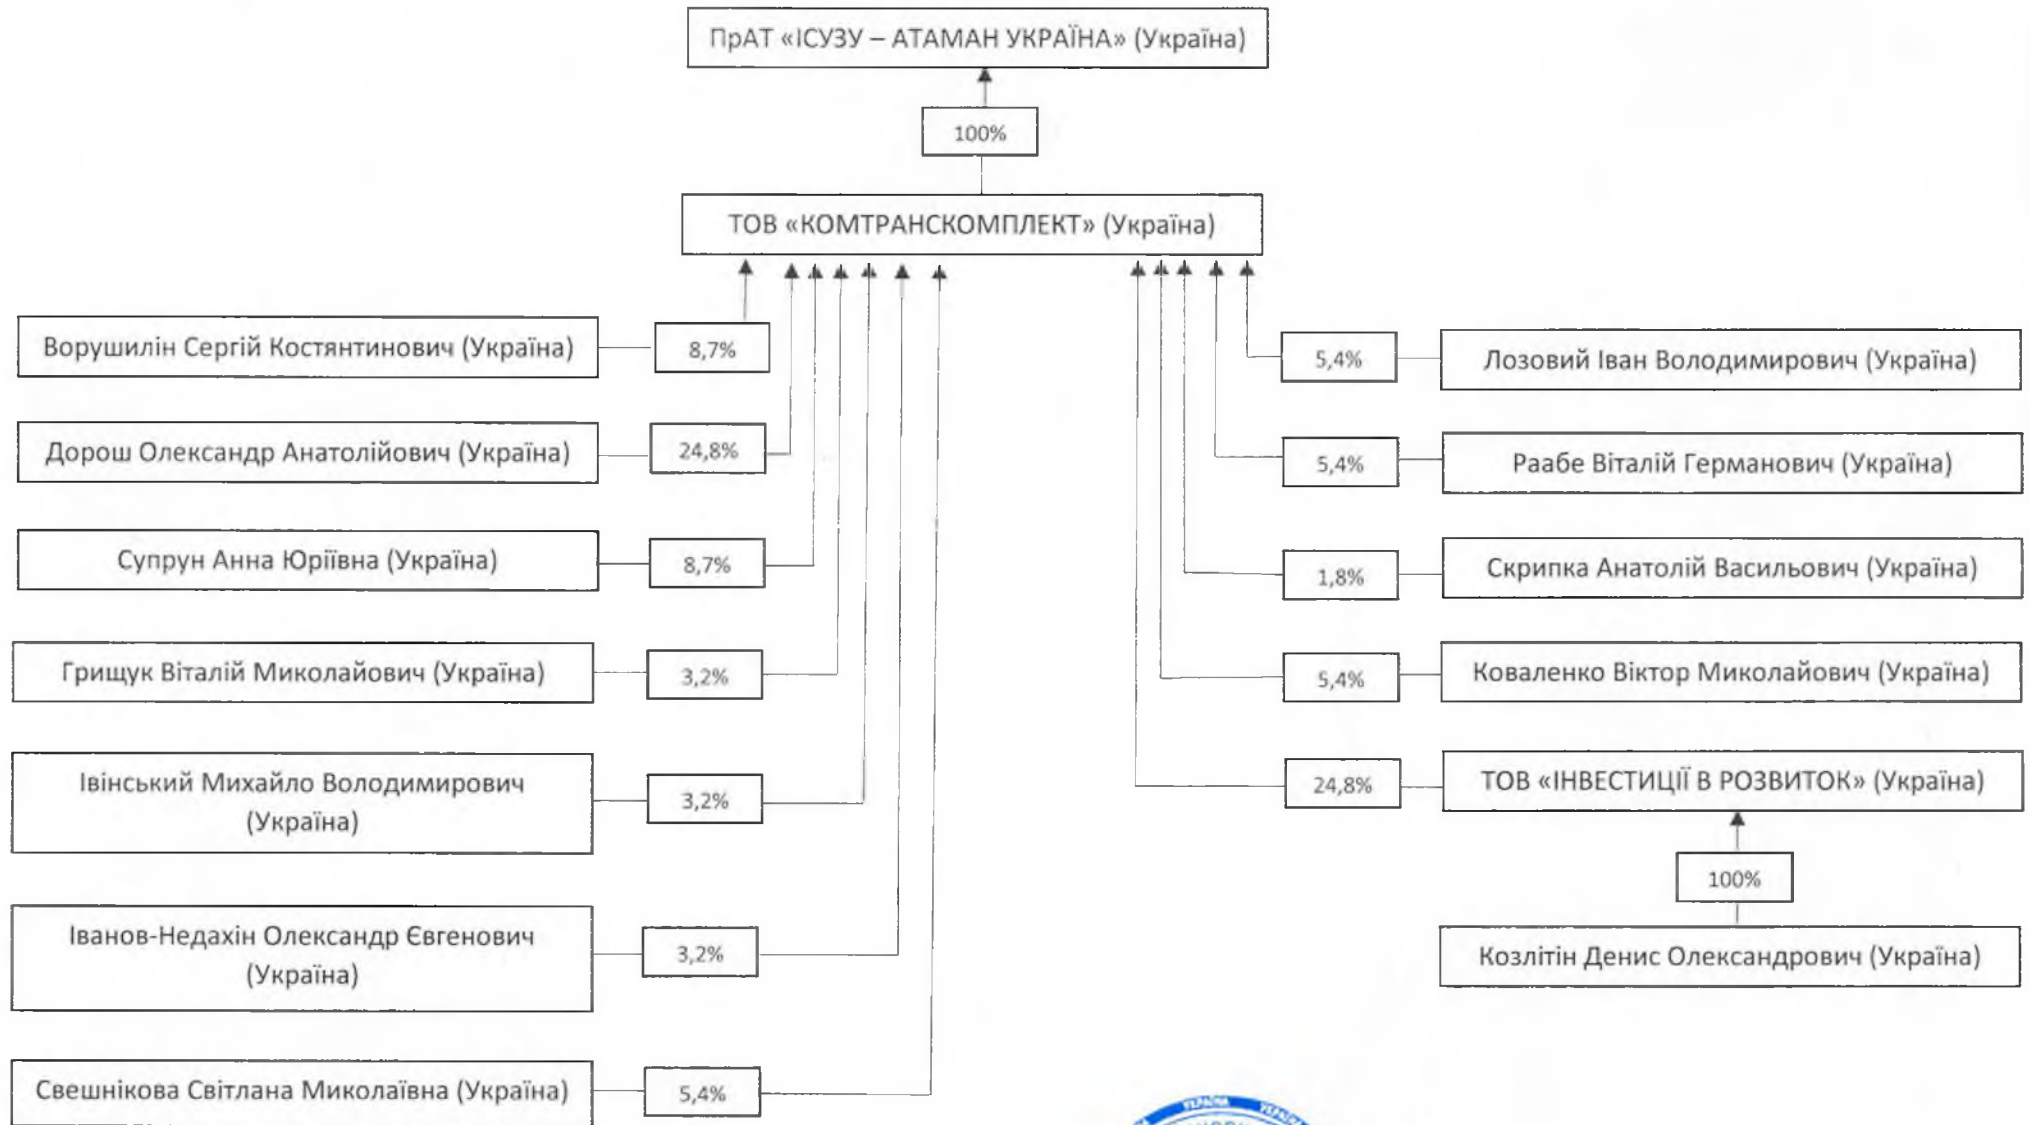 ПрАТ «ІСУЗУ – АТАМАН УКРАЇНА» (Україна)
100%
ТОВ «КОМТРАНСКОМПЛЕКТ» (Україна)
Ворушилін Сергій Костянтинович (Україна)
8,7%
Дорош Олександр Анатолійович (Україна)
24,8%
Супрун Анна Юріївна (Україна)
8,7%
Грищук Віталій Миколайович (Україна)
3,2%
Івінський Михайло Володимирович
(Україна)
3,2%
Іванов-Недахін Олександр Євгенович
(Україна)
3,2%
Свешнікова Світлана Миколаївна (Україна)
5,4%
5,4%
Лозовий Іван Володимирович (Україна)
5,4%
Раабе Віталій Германович (Україна)
1,8%
Скрипка Анатолій Васильович (Україна)
5,4%
Коваленко Віктор Миколайович (Україна)
24,8%
ТОВ «ІНВЕСТИЦІЇ В РОЗВИТОК» (Україна)
100%
Козлітін Денис Олександрович (Україна)
УКРАЇНА